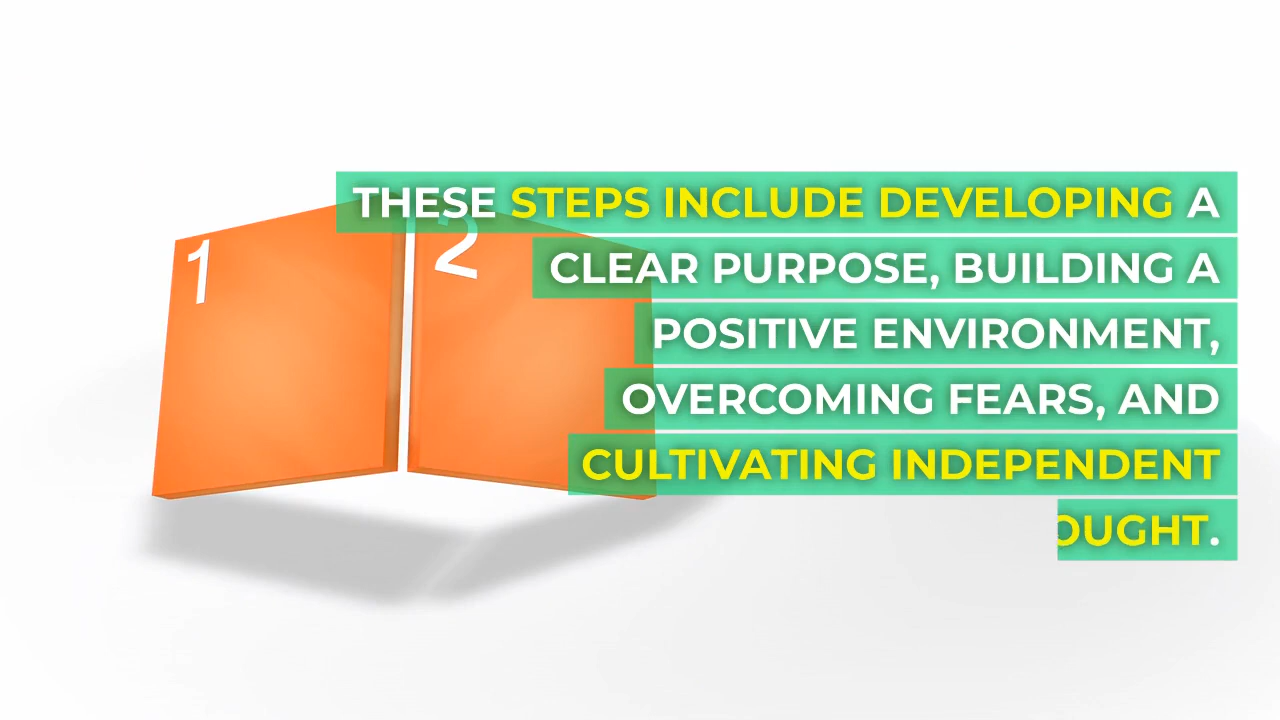 1
2
THESE STEPS INCLUDE DEVELOPING A
CLEAR PURPOSE, BUILDING A
POSITIVE ENVIRONMENT,
OVERCOMING FEARS, AND
CULTIVATING INDEPENDENT
OUGHT.